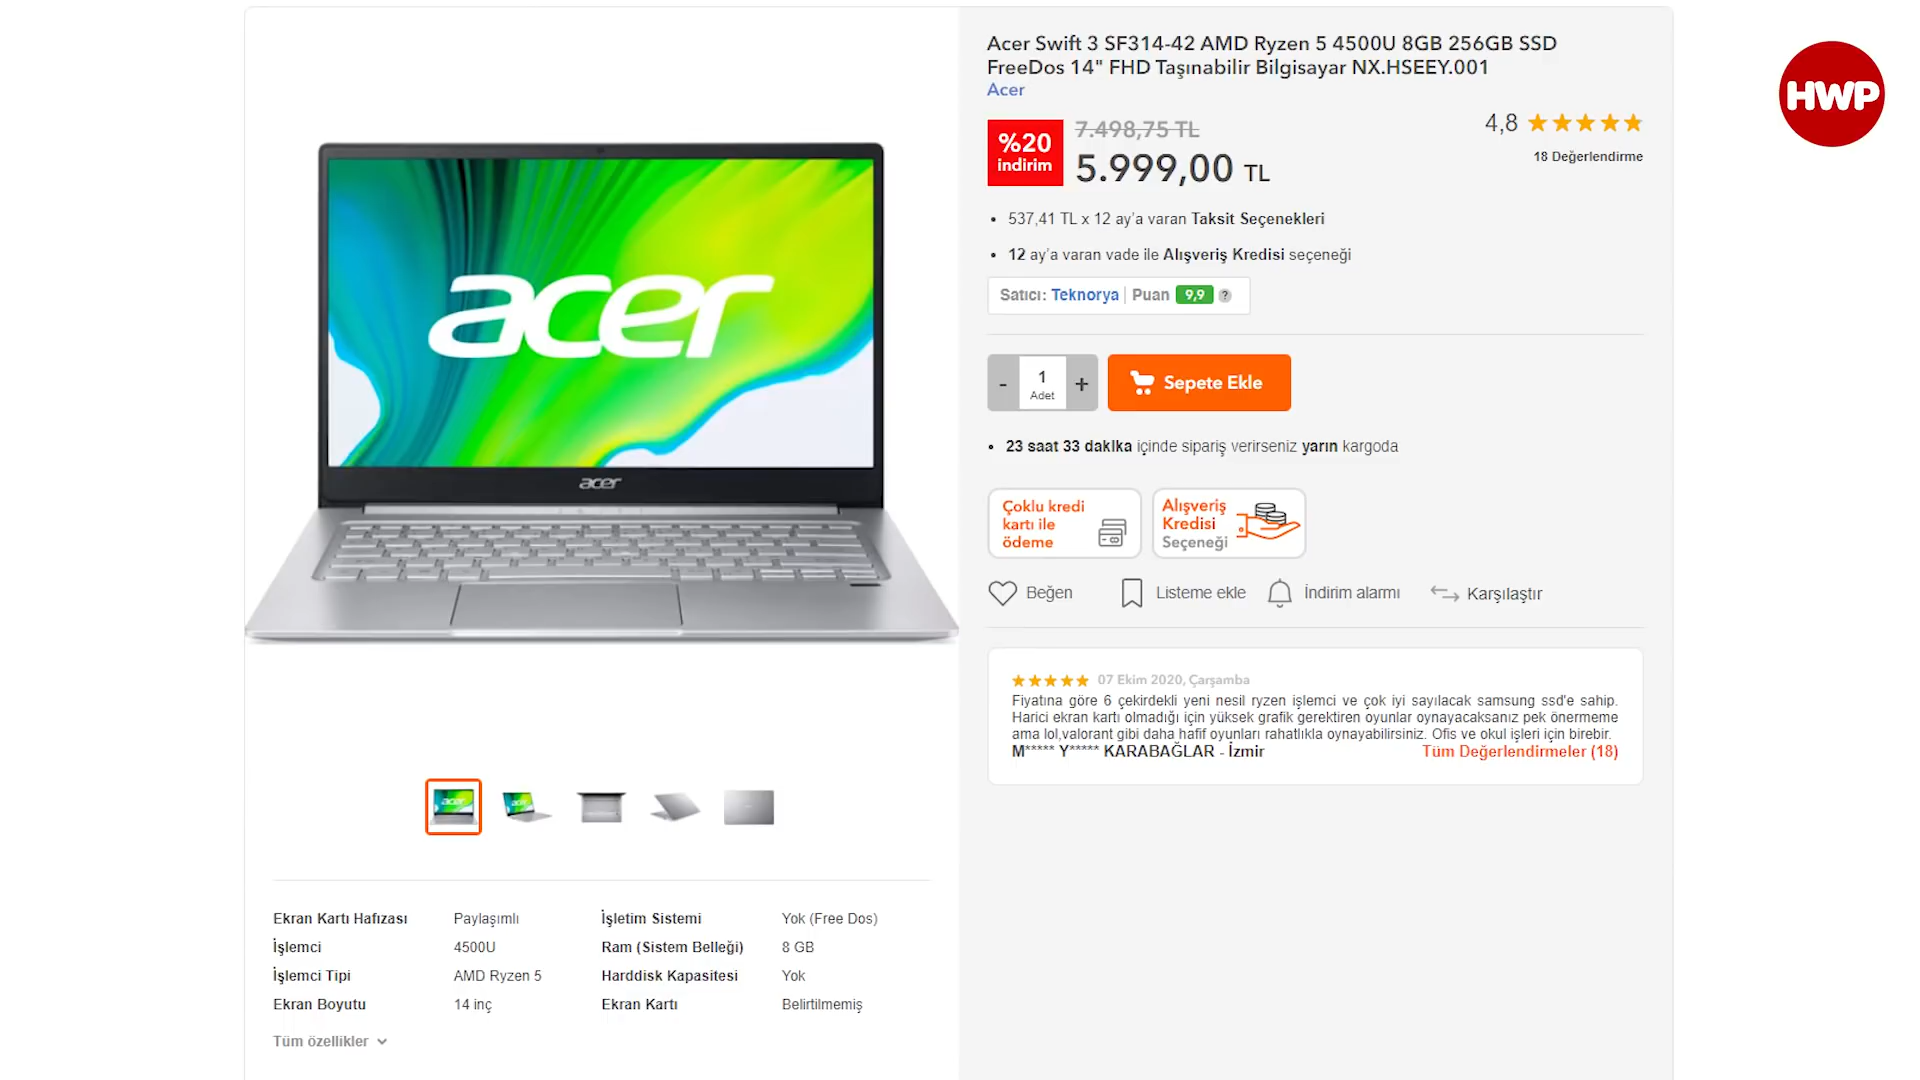 Acer Swift 3 SF314-42 AMD Ryzen 5 4500U 8GB 256GB SSD
FreeDos 14" FHD Taşınabilir Bilgisayar NX.HSEEY.001
Acer
%20
indirim
7.498,75 TL
5.999,00 TL
4,8
18 Değerlendirme
HWP
• 537,41 TL x 12 ay'a varan Taksit Seçenekleri
• 12 ay'a varan vade ile Alışveriş Kredisi seçeneği
Satıcı: Teknorya | Puan 9,9 ?
- 1 +
Adet
Sepete Ekle
• 23 saat 33 dakika içinde sipariş verirseniz yarın kargoda
Çoklu kredi
kartı ile
ödeme
Alışveriş
Kredisi
Seçeneği
Beğen
Listeme ekle
İndirim alarmı
Karşılaştır
07 Ekim 2020, Çarşamba
Fiyatına göre 6 çekirdekli yeni nesil ryzen işlemci ve çok iyi sayılacak samsung ssd'e sahip.
Harici ekran kartı olmadığı için yüksek grafik gerektiren oyunlar oynayacaksanız pek önermeme
ama lol,valorant gibi daha hafif oyunları rahatlıkla oynayabilirsiniz. Ofis ve okul işleri için birebir.
M***** Y***** KARABAĞLAR - İzmir
Tüm Değerlendirmeler (18)
acer
acer
acer
acer
Ekran Kartı Hafızası Paylaşımlı
İşlemci 4500U
İşlemci Tipi AMD Ryzen 5
Ekran Boyutu 14 inç
İşletim Sistemi Yok (Free Dos)
Ram (Sistem Belleği) 8 GB
Harddisk Kapasitesi Yok
Ekran Kartı Belirtilmemiş
Tüm özellikler